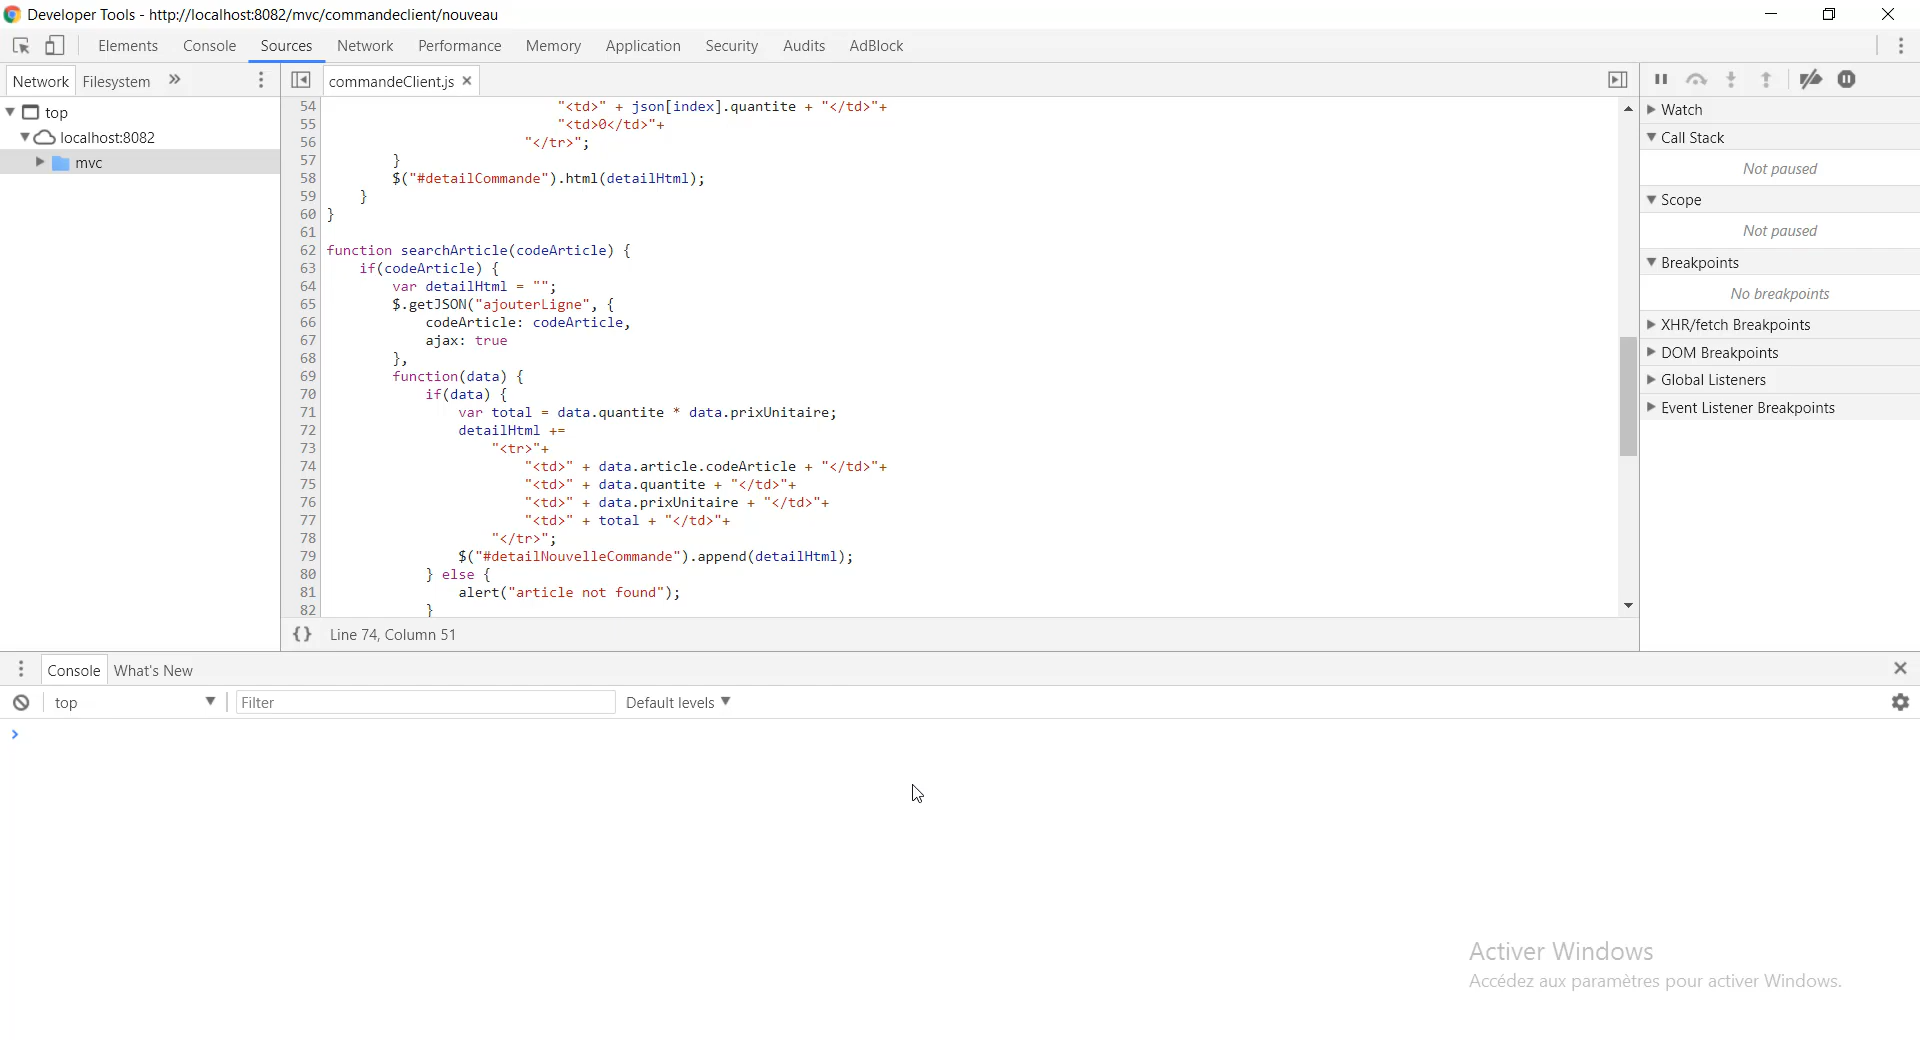 Developer Tools - http://localhost:8082/mvc/commandeclient/nouveau
Elements Console Sources Network Performance Memory Application Security Audits AdBlock
Network Filesystem » commandeClient.js ×
top
localhost:8082
mvc
54 "<td>" + json[index].quantite + "</td>"+
55 "<td>0</td>"+
56 "</tr>";
57 }
58 $("#detailCommande").html(detailHtml);
59 }
60 }
61
62 function searchArticle(codeArticle) {
63 if(codeArticle) {
64 var detailHtml = "";
65 $.getJSON("ajouterLigne", {
66 codeArticle: codeArticle,
67 ajax: true
68 },
69 function(data) {
70 if(data) {
71 var total = data.quantite * data.prixUnitaire;
72 detailHtml +=
73 "<tr>"+
74 "<td>" + data.article.codeArticle + "</td>"+
75 "<td>" + data.quantite + "</td>"+
76 "<td>" + data.prixUnitaire + "</td>"+
77 "<td>" + total + "</td>"+
78 "</tr>";
79 $("#detailNouvelleCommande").append(detailHtml);
80 } else {
81 alert("article not found");
82 }
{} Line 74, Column 51
Watch
Call Stack
Not paused
Scope
Not paused
Breakpoints
No breakpoints
XHR/fetch Breakpoints
DOM Breakpoints
Global Listeners
Event Listener Breakpoints
Console What's New
top Filter Default levels
Activer Windows
Accédez aux paramètres pour activer Windows.